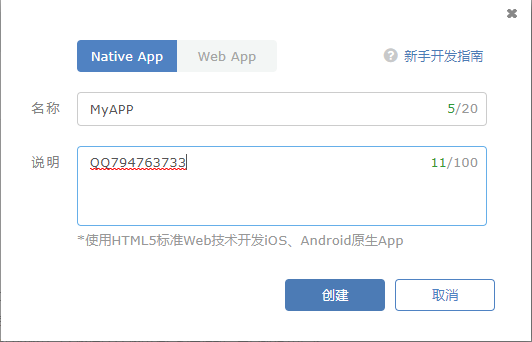 Native App Web App 新手开发指南
名称 MyAPP 5/20
说明 QQ794763733 11/100
*使用HTML5标准Web技术开发iOS、Android原生App
创建 取消